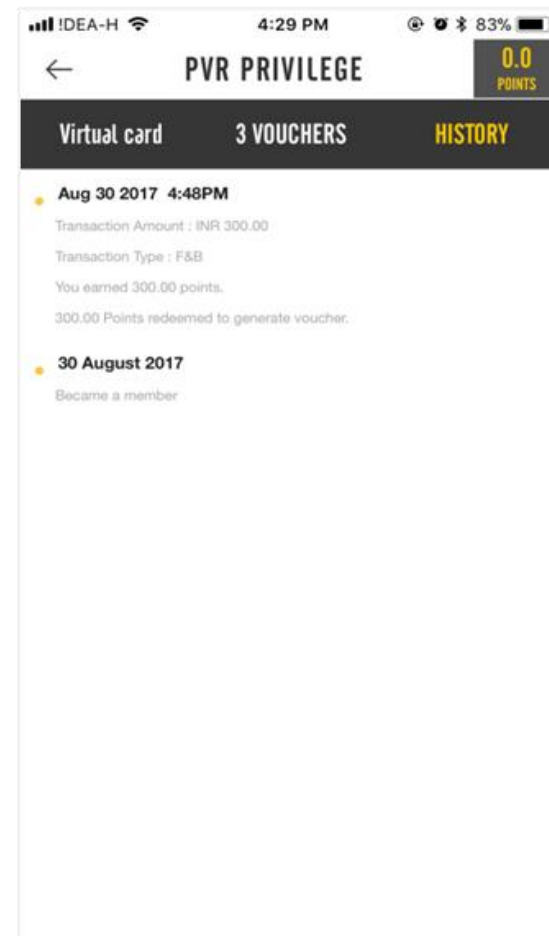 !DEA-H 4:29 PM 83%
PVR PRIVILEGE 0.0
POINTS
Virtual card 3 VOUCHERS HISTORY
Aug 30 2017 4:48PM
Transaction Amount : INR 300.00
Transaction Type : F&B
You earned 300.00 points.
300.00 Points redeemed to generate voucher.
30 August 2017
Became a member